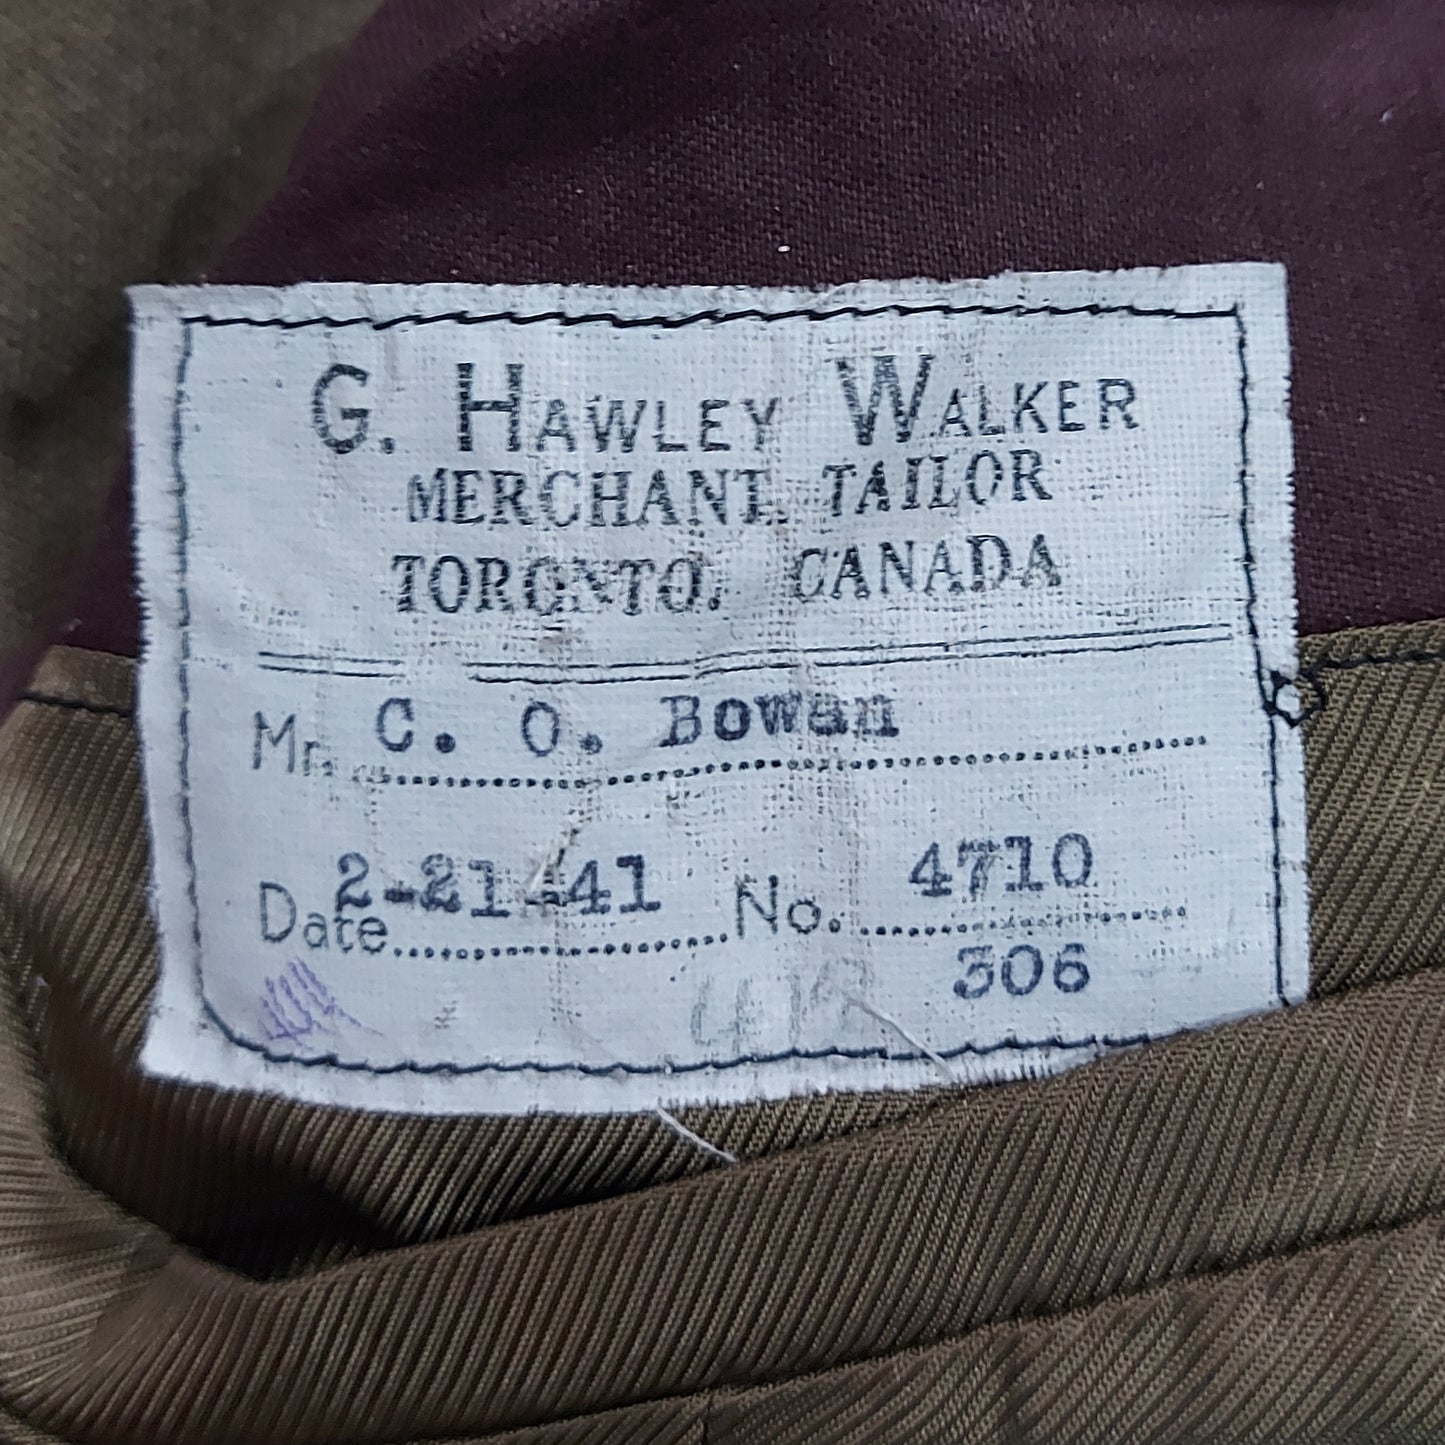 G. HAWLEY WALKER
MERCHANT TAILOR
TORONTO, CANADA
Mr. C. O. Bowan
Date 2-21-41 No. 4710
306